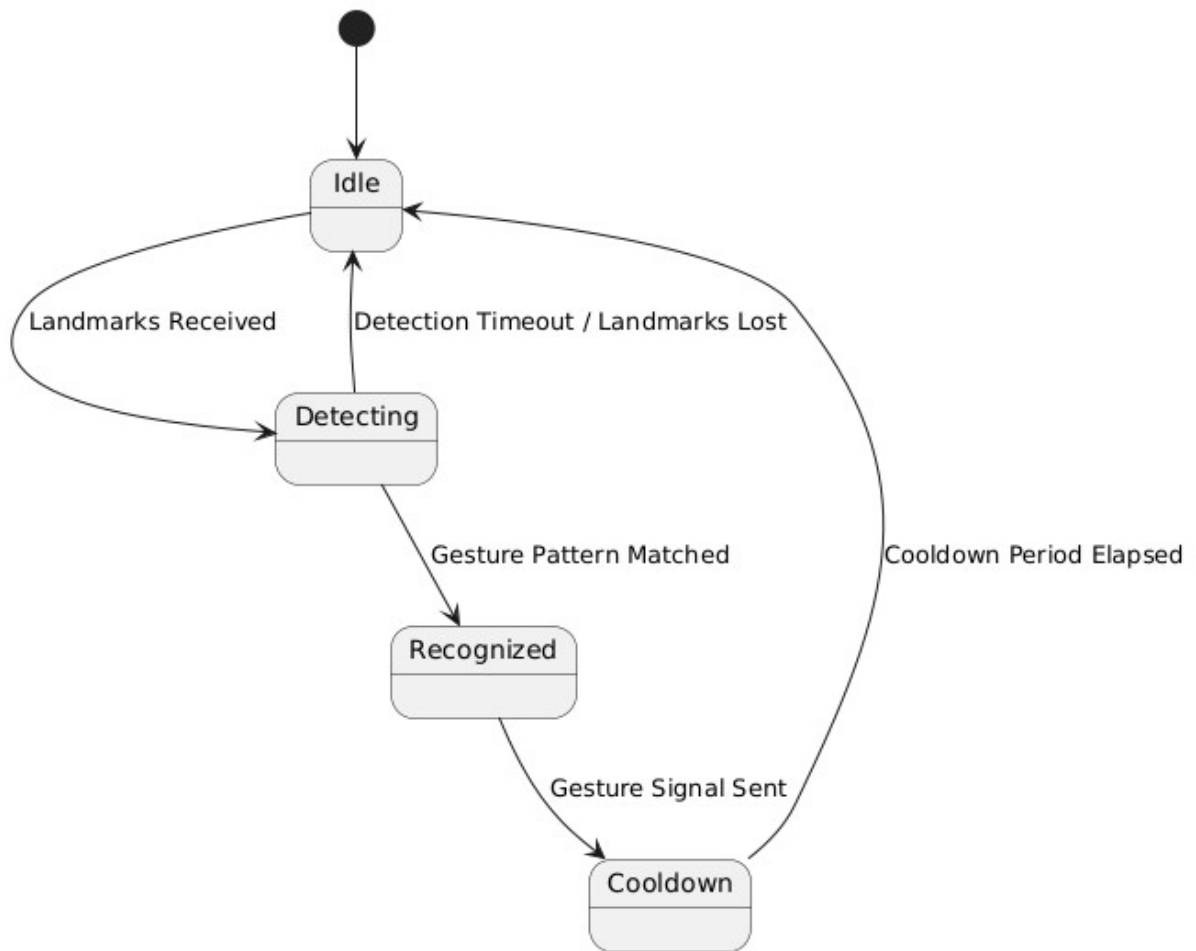 Idle
Landmarks Received
Detection Timeout / Landmarks Lost
Detecting
Gesture Pattern Matched
Cooldown Period Elapsed
Recognized
Gesture Signal Sent
Cooldown